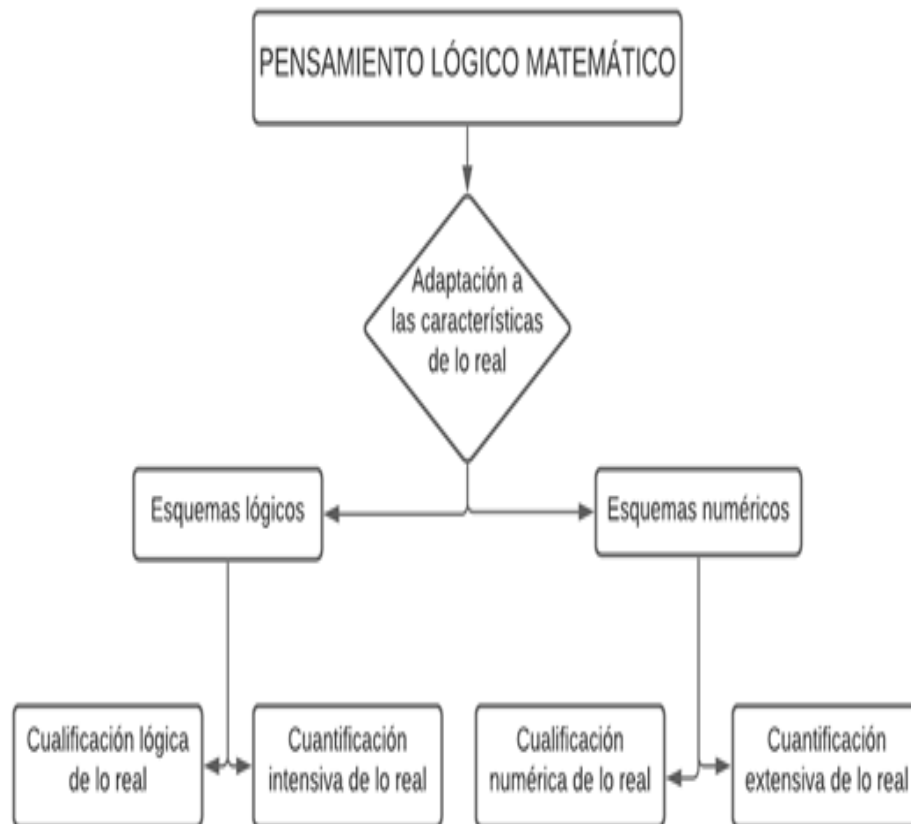 PENSAMIENTO LÓGICO MATEMÁTICO
Adaptación a
las características
de lo real
Esquemas lógicos
Esquemas numéricos
Cualificación lógica
de lo real
Cuantificación
intensiva de lo real
Cualificación
numérica de lo real
Cuantificación
extensiva de lo real